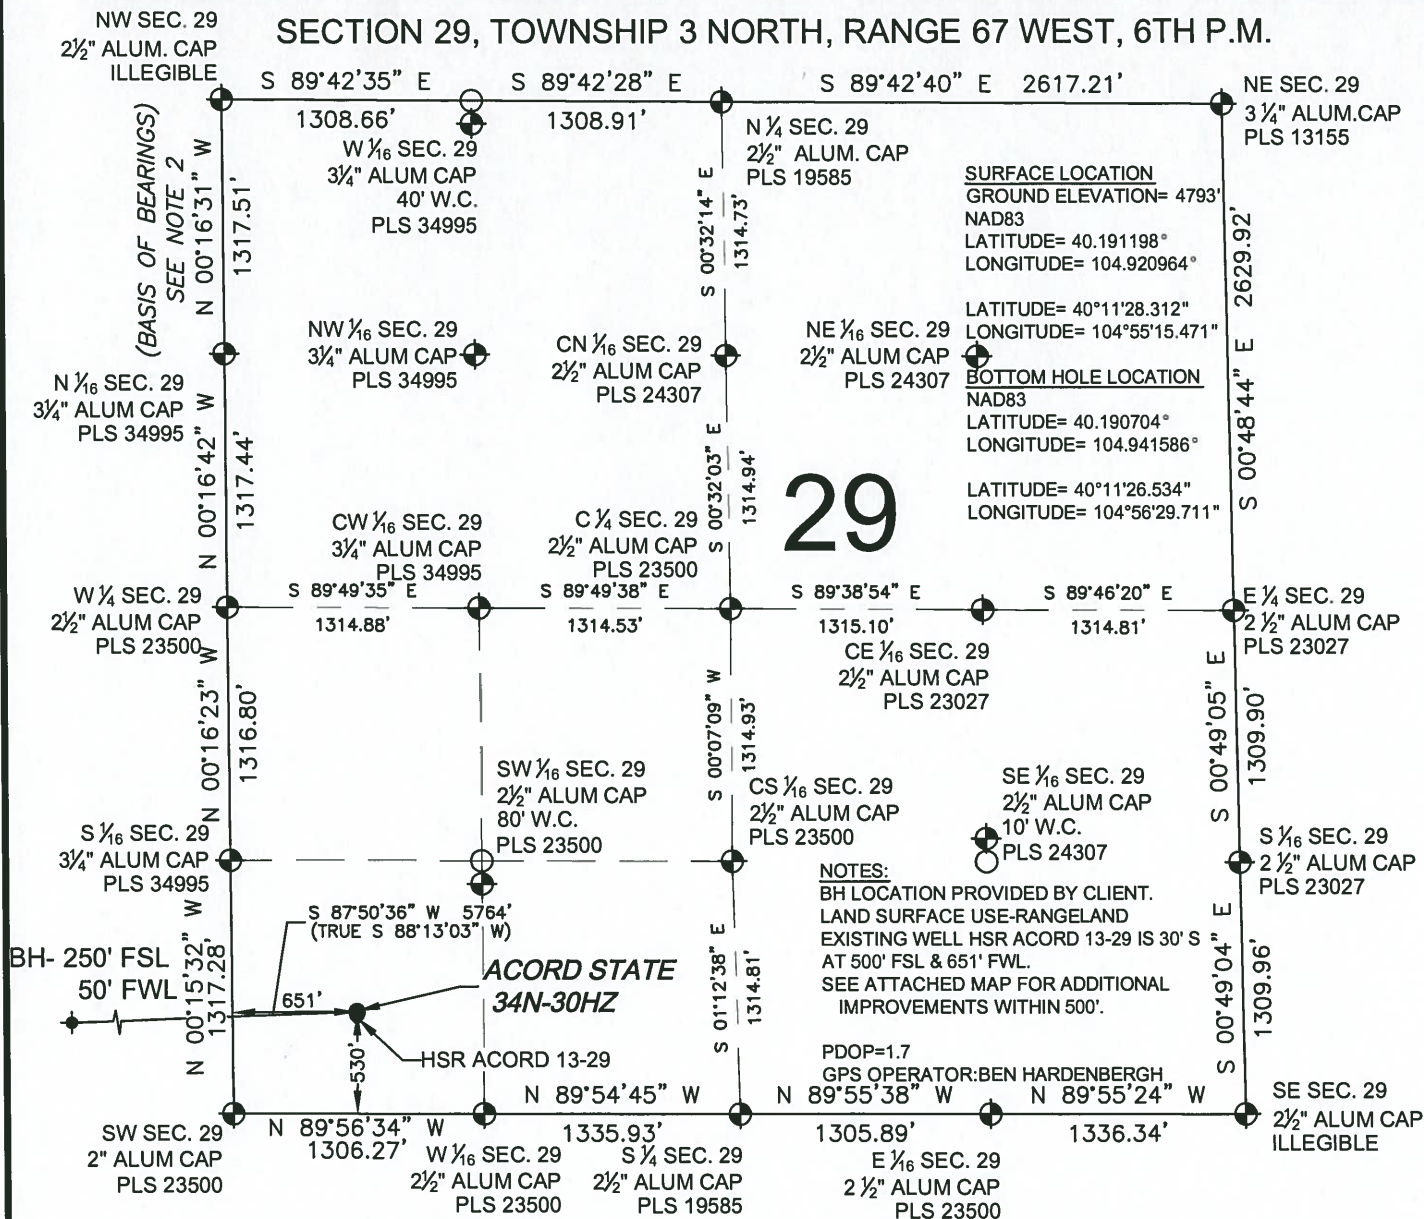 SECTION 29, TOWNSHIP 3 NORTH, RANGE 67 WEST, 6TH P.M.
NW SEC. 29
2½" ALUM. CAP
ILLEGIBLE
S 89°42'35" E
1308.66'
S 89°42'28" E
1308.91'
S 89°42'40" E 2617.21'
NE SEC. 29
3 ¼" ALUM.CAP
PLS 13155
W 1/16 SEC. 29
3¼" ALUM CAP
40' W.C.
PLS 34995
N ¼ SEC. 29
2½" ALUM. CAP
PLS 19585
(BASIS OF BEARINGS)
SEE NOTE 2
N 00°16'31" W
1317.51'
S 00°32'14" E
1314.73'
SURFACE LOCATION
GROUND ELEVATION= 4793'
NAD83
LATITUDE= 40.191198°
LONGITUDE= 104.920964°
LATITUDE= 40°11'28.312"
LONGITUDE= 104°55'15.471"
S 00°48'44" E 2629.92'
N 1/16 SEC. 29
3¼" ALUM CAP
PLS 34995
NW 1/16 SEC. 29
3¼" ALUM CAP
PLS 34995
CN 1/16 SEC. 29
2½" ALUM CAP
PLS 24307
NE 1/16 SEC. 29
2½" ALUM CAP
PLS 24307
BOTTOM HOLE LOCATION
NAD83
LATITUDE= 40.190704°
LONGITUDE= 104.941586°
LATITUDE= 40°11'26.534"
LONGITUDE= 104°56'29.711"
N 00°16'42" W
1317.44'
S 00°32'03" E
1314.94'
29
CW 1/16 SEC. 29
3¼" ALUM CAP
PLS 34995
C ¼ SEC. 29
2½" ALUM CAP
PLS 23500
W ¼ SEC. 29
2½" ALUM CAP
PLS 23500
S 89°49'35" E
1314.88'
S 89°49'38" E
1314.53'
S 89°38'54" E
1315.10'
S 89°46'20" E
1314.81'
E ¼ SEC. 29
2 ½" ALUM CAP
PLS 23027
CE 1/16 SEC. 29
2½" ALUM CAP
PLS 23027
N 00°16'23" W
1316.80'
S 00°07'09" W
1314.93'
S 00°49'05" E
1309.90'
S 1/16 SEC. 29
3¼" ALUM CAP
PLS 34995
SW 1/16 SEC. 29
2½" ALUM CAP
80' W.C.
PLS 23500
CS 1/16 SEC. 29
2½" ALUM CAP
PLS 23500
SE 1/16 SEC. 29
2½" ALUM CAP
10' W.C.
PLS 24307
S 1/16 SEC. 29
2 ½" ALUM CAP
PLS 23027
NOTES:
BH LOCATION PROVIDED BY CLIENT.
LAND SURFACE USE-RANGELAND
EXISTING WELL HSR ACORD 13-29 IS 30' S
AT 500' FSL & 651' FWL.
SEE ATTACHED MAP FOR ADDITIONAL
IMPROVEMENTS WITHIN 500'.
PDOP=1.7
GPS OPERATOR:BEN HARDENBERGH
S 87°50'36" W 5764'
(TRUE S 88°13'03" W)
BH- 250' FSL
50' FWL
N 00°15'32" W
1317.28'
651'
ACORD STATE
34N-30HZ
530'
HSR ACORD 13-29
S 01°12'38" E
1314.81'
S 00°49'04" E
1309.96'
SW SEC. 29
2" ALUM CAP
PLS 23500
N 89°56'34" W
1306.27'
W 1/16 SEC. 29
2½" ALUM CAP
PLS 23500
N 89°54'45" W
1335.93'
S ¼ SEC. 29
2½" ALUM CAP
PLS 19585
N 89°55'38" W
1305.89'
E 1/16 SEC. 29
2 ½" ALUM CAP
PLS 23500
N 89°55'24" W
1336.34'
SE SEC. 29
2½" ALUM CAP
ILLEGIBLE